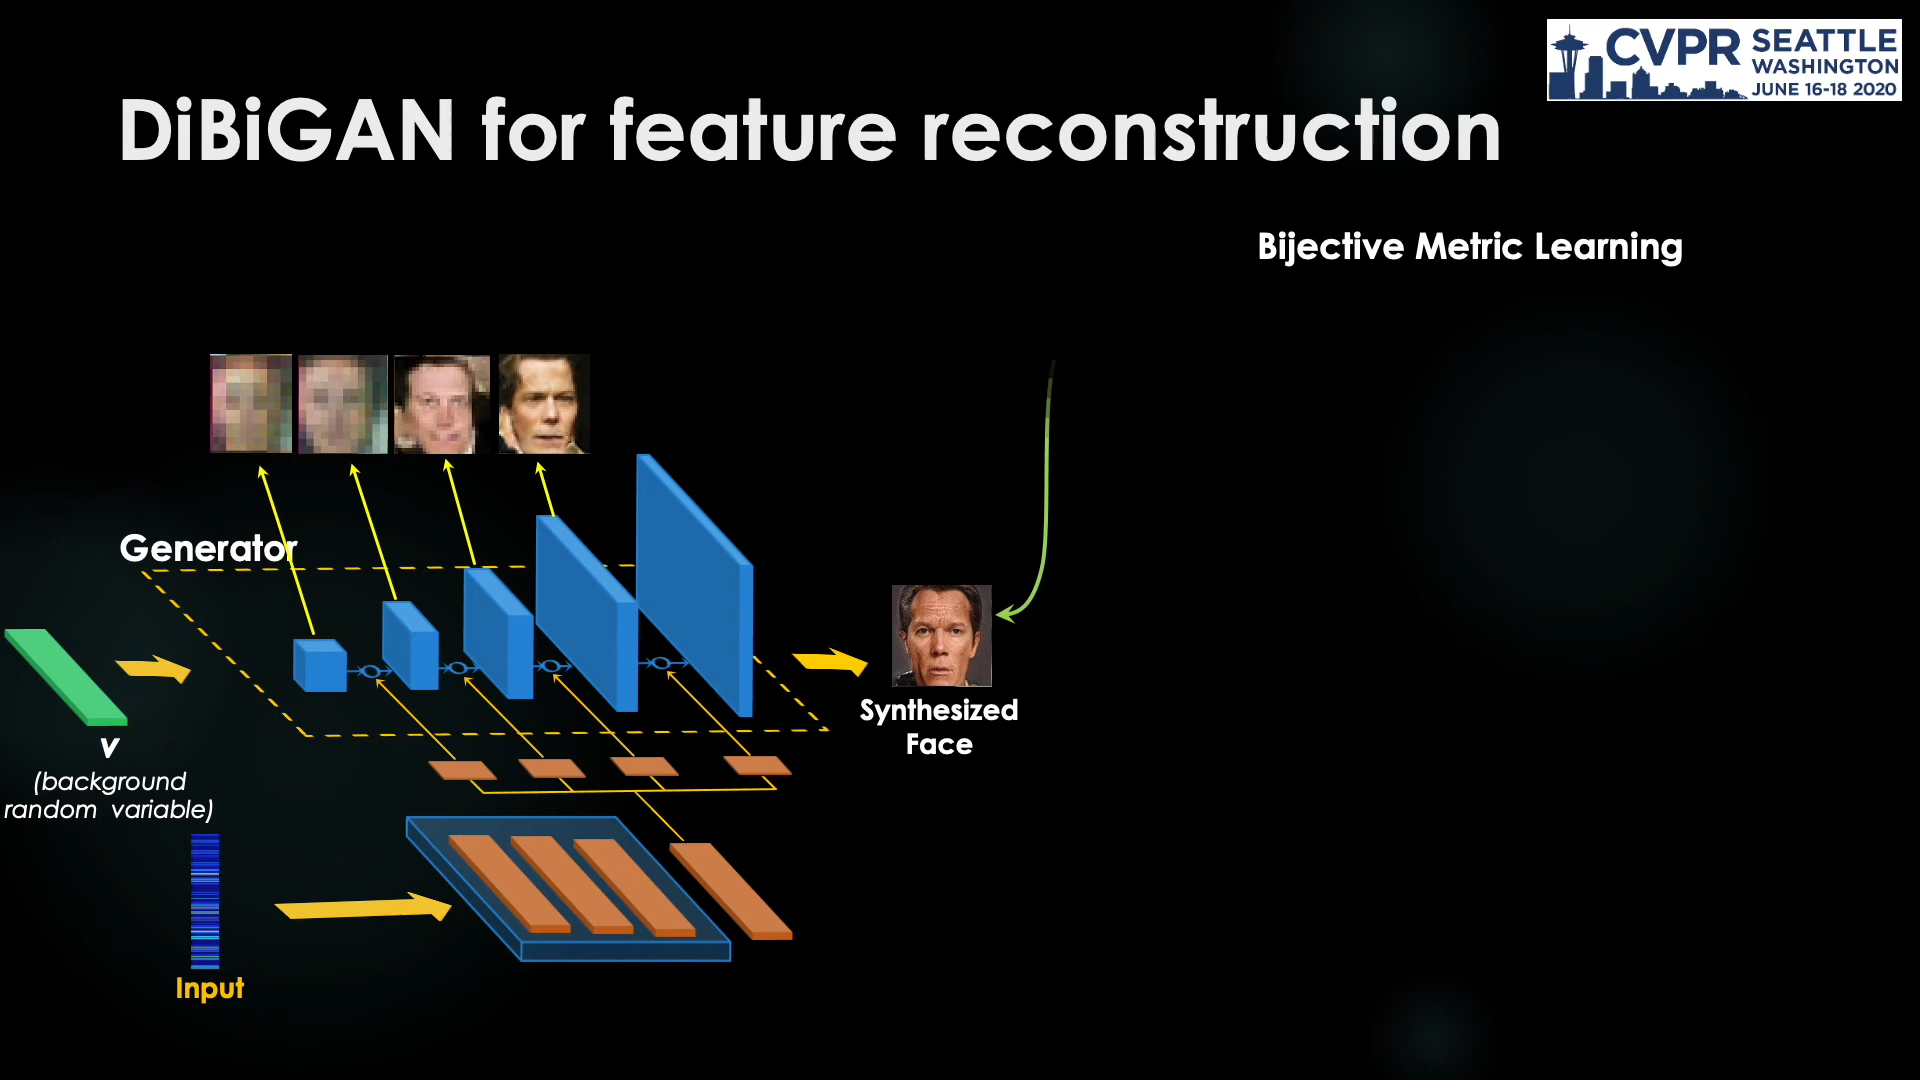 CVPR SEATTLE
WASHINGTON
JUNE 16-18 2020
DiBiGAN for feature reconstruction
Bijective Metric Learning
Generator
Synthesized
Face
v
(background
random variable)
Input